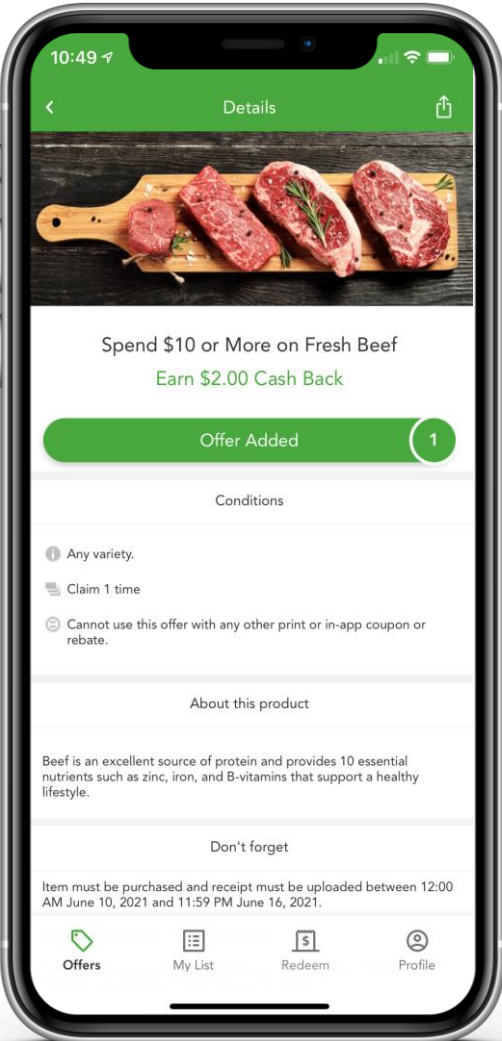 10:49
Details
Spend $10 or More on Fresh Beef
Earn $2.00 Cash Back
Offer Added 1
Conditions
Any variety.
Claim 1 time
Cannot use this offer with any other print or in-app coupon or
rebate.
About this product
Beef is an excellent source of protein and provides 10 essential
nutrients such as zinc, iron, and B-vitamins that support a healthy
lifestyle.
Don't forget
Item must be purchased and receipt must be uploaded between 12:00
AM June 10, 2021 and 11:59 PM June 16, 2021.
Offers My List Redeem Profile